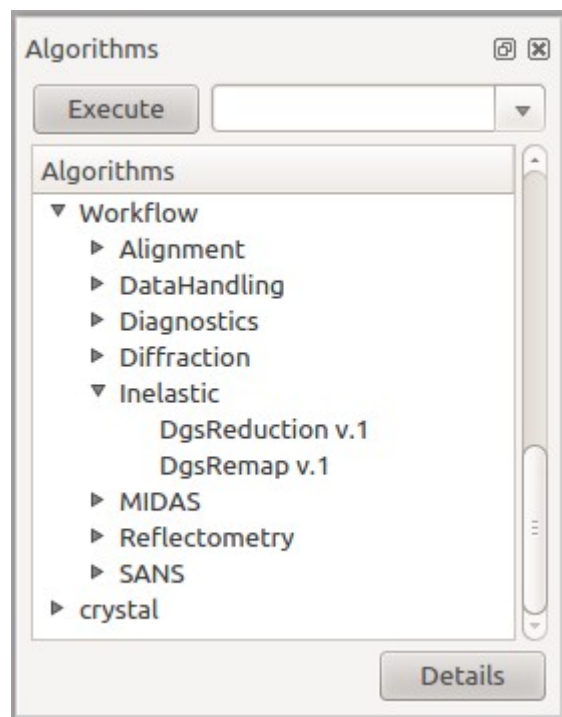 Algorithms
Execute
Algorithms
Workflow
Alignment
DataHandling
Diagnostics
Diffraction
Inelastic
DgsReduction v.1
DgsRemap v.1
MIDAS
Reflectometry
SANS
crystal
Details